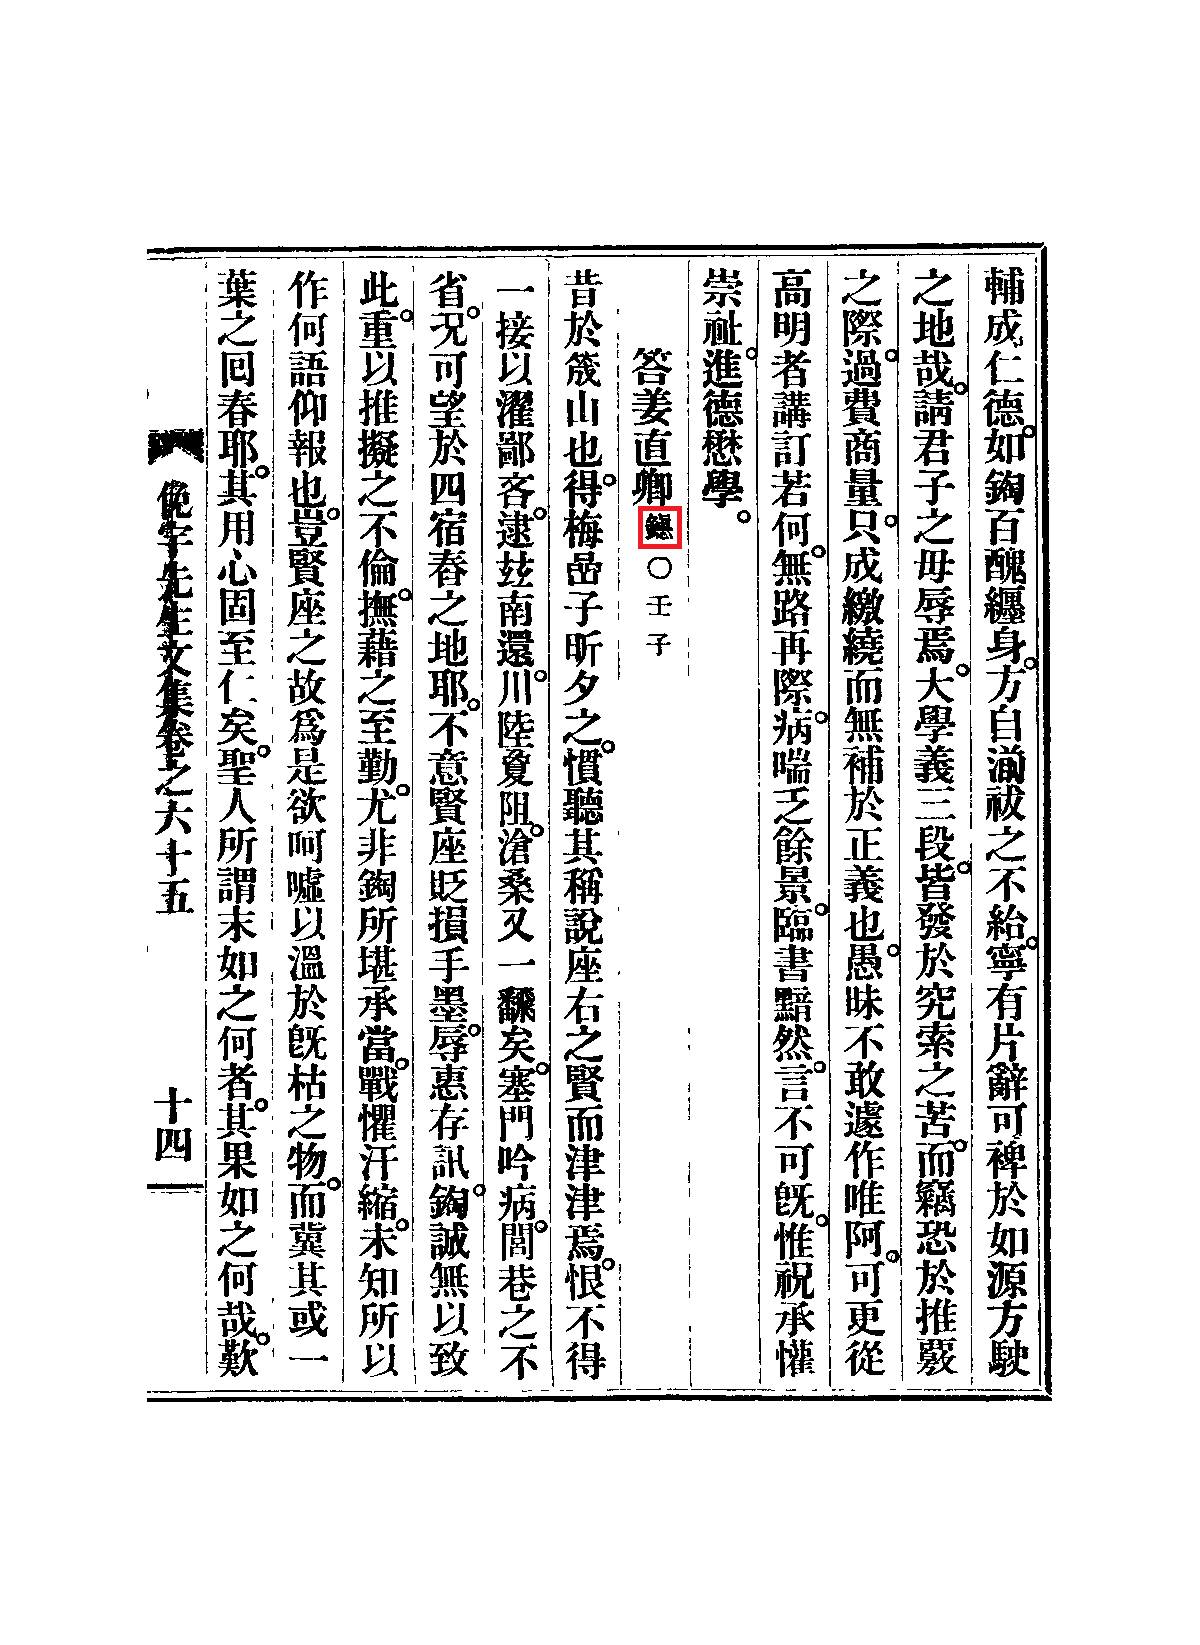 輔成仁德。如鋾百醜纏身。方自湔祓之不給。寧有片辭可裨於如源方駛
之地哉。請君子之毋辱焉。大學義三段。皆發於究索之苦。而竊恐於推覈
之際。過費商量。只成繳繞而無補於正義也。愚昧不敢遽作唯阿。可更從
高明者講訂若何。無路再際。病喘乏餘景。臨書黯然。言不可旣。惟祝承懽
崇祉。進德懋學。
答姜直卿 ○壬子
昔於筬山也。得梅嵒子昕夕之。慣聽其稱說座右之賢而津津焉。恨不得
一接以濯鄙吝。逮玆南還。川陸敻阻。滄桑又一飜矣。塞門吟病。閭巷之不
省。况可望於四宿舂之地耶。不意賢座貶損手墨。辱惠存訊。鋾誠無以致
此。重以推擬之不倫。撫藉之至勤。尤非鋾所堪承當。戰懼汗縮。未知所以
作何語仰報也。豈賢座之故爲是欲呵噓以溫於旣枯之物。而冀其或一
葉之回春耶。其用心固至仁矣。聖人所謂末如之何者。其果如之何哉。歎
俛宇先生文集卷之六十五 十四